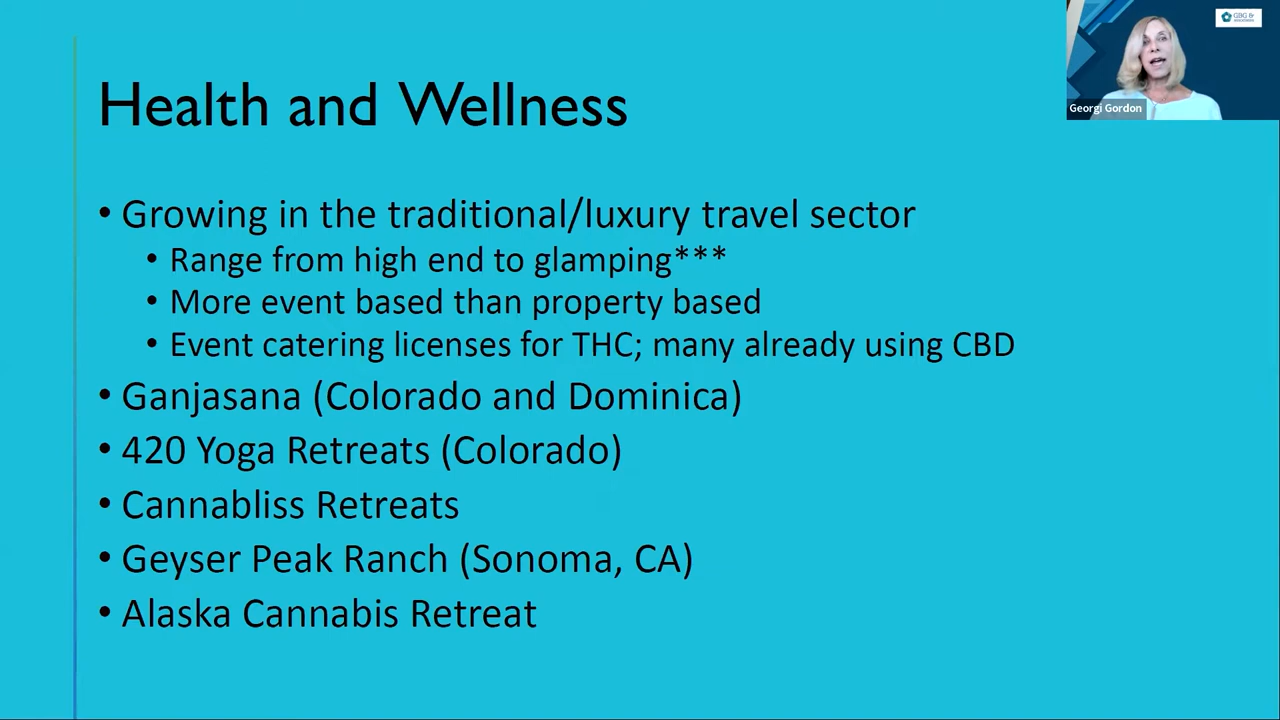 Health and Wellness
• Growing in the traditional/luxury travel sector
• Range from high end to glamping***
• More event based than property based
• Event catering licenses for THC; many already using CBD
• Ganjasana (Colorado and Dominica)
• 420 Yoga Retreats (Colorado)
• Cannabliss Retreats
• Geyser Peak Ranch (Sonoma, CA)
• Alaska Cannabis Retreat
GBG &
Georgi Gordon